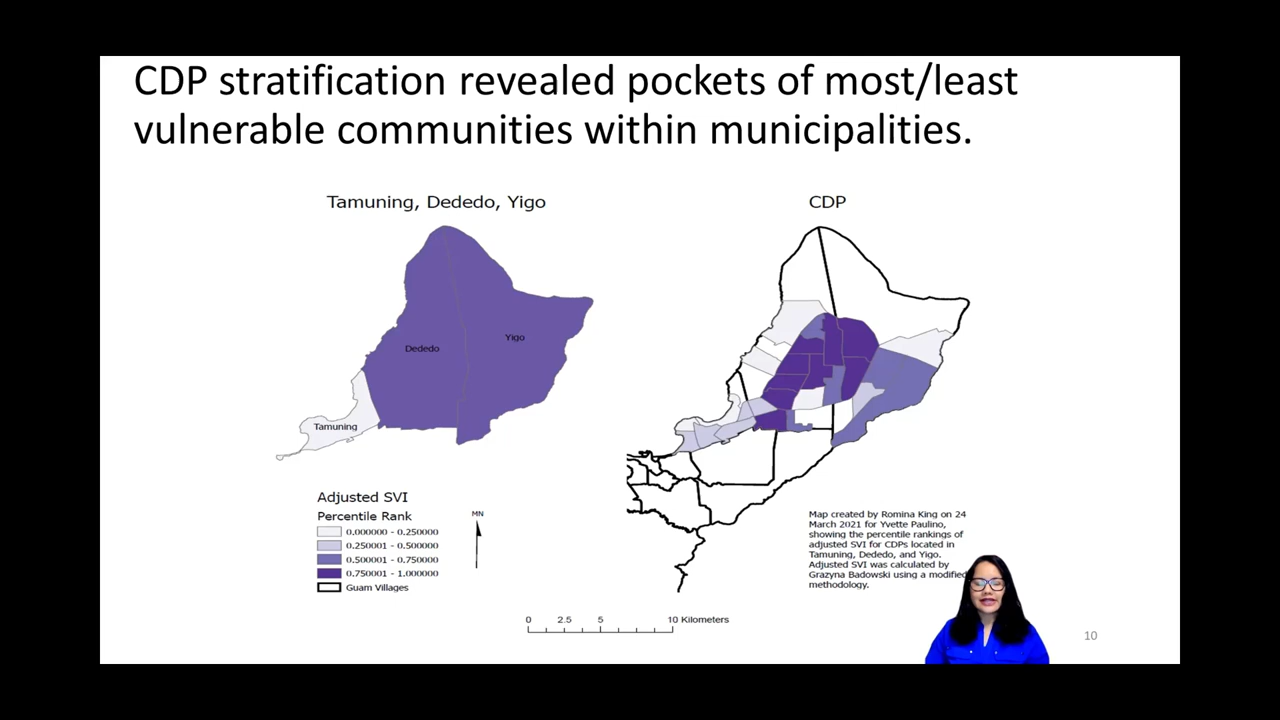 CDP stratification revealed pockets of most/least
vulnerable communities within municipalities.
Tamuning, Dededo, Yigo
CDP
Yigo
Dededo
Tamuning
Adjusted SVI
Percentile Rank
0.000000 - 0.250000
0.250001 - 0.500000
0.500001 - 0.750000
0.750001 - 1.000000
Guam Villages
MN
Map created by Romina King on 24
March 2021 for Yvette Paulino,
showing the percentile rankings of
adjusted SVI for CDPs located in
Tamuning, Dededo, and Yigo.
Adjusted SVI was calculated by
Grazyna Badowski using a modified
methodology.
0 2.5 5 10 Kilometers
10